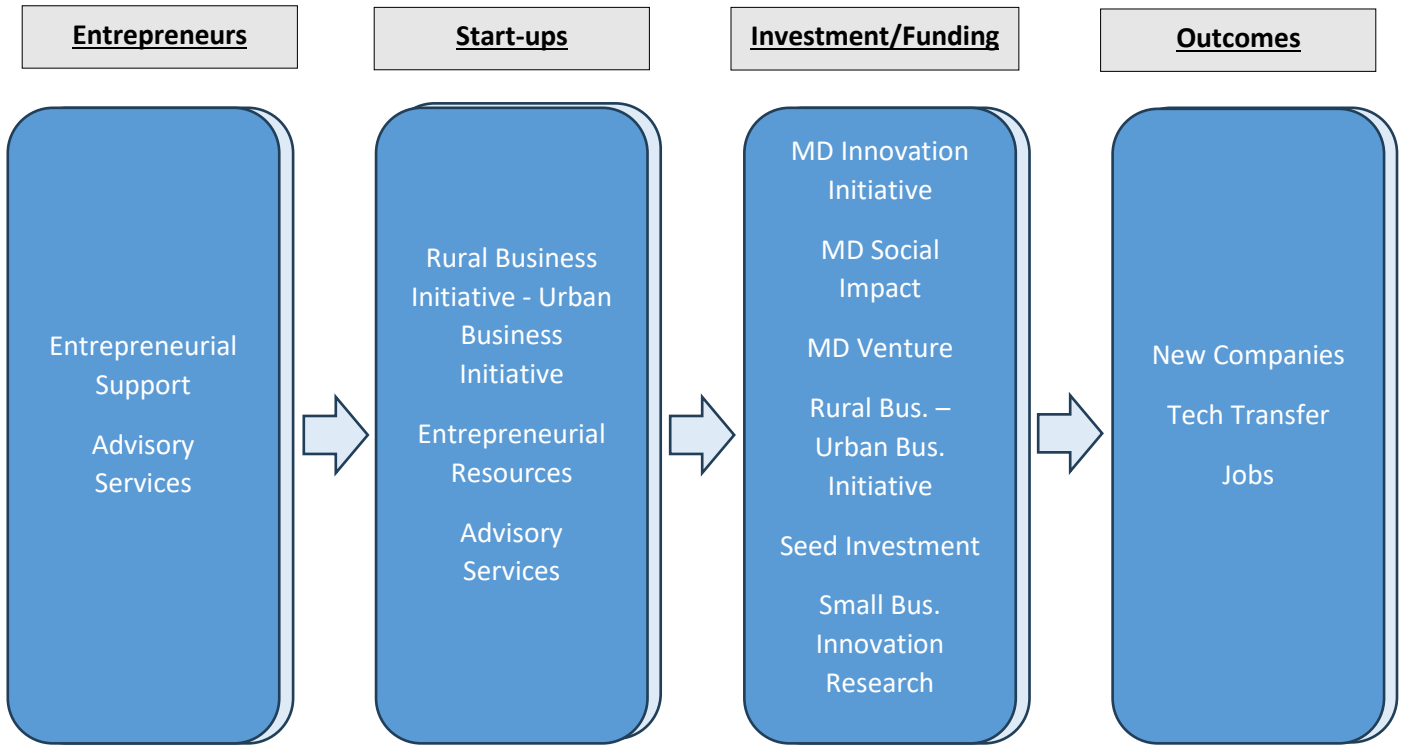 Entrepreneurs
Start-ups
Investment/Funding
Outcomes
Entrepreneurial
Support
Advisory
Services
Rural Business
Initiative - Urban
Business
Initiative
Entrepreneurial
Resources
Advisory
Services
MD Innovation
Initiative
MD Social
Impact
MD Venture
Rural Bus. –
Urban Bus.
Initiative
Seed Investment
Small Bus.
Innovation
Research
New Companies
Tech Transfer
Jobs